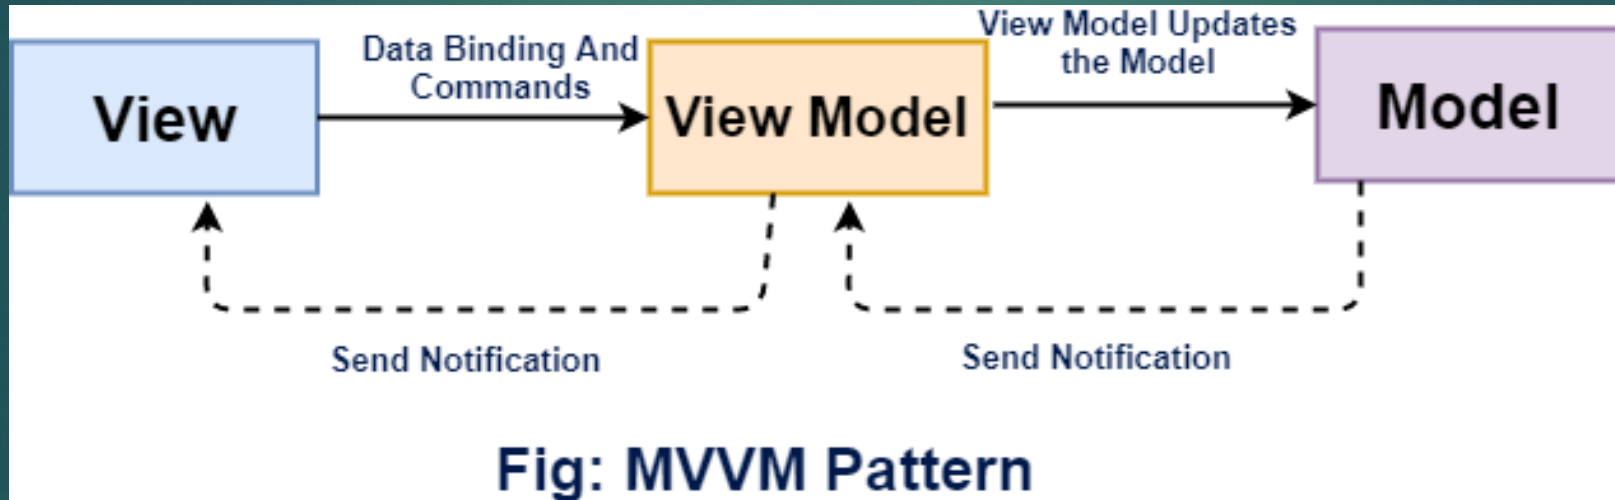 View Model Updates
the Model
Data Binding And
Commands
View
View Model
Model
Send Notification
Send Notification
Fig: MVVM Pattern